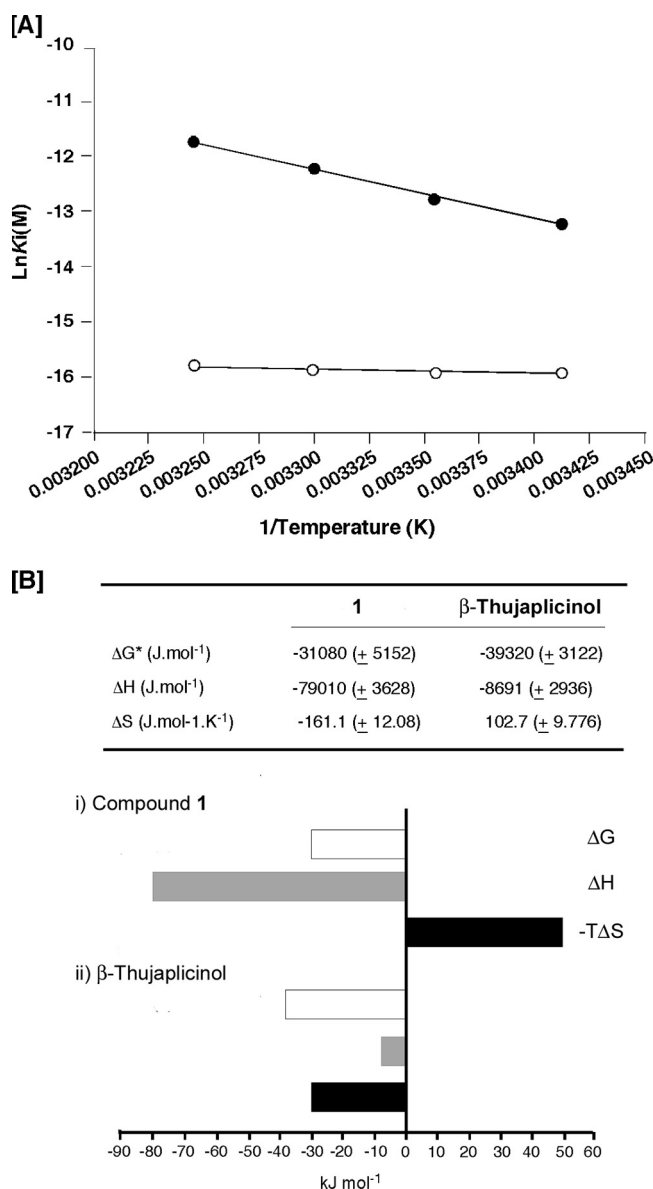 [A]
-10
-11
-12
-13
-14
-15
-16
-17
LnKi(M)
0.003200 0.003225 0.003250 0.003275 0.003300 0.003325 0.003350 0.003375 0.003400 0.003425 0.003450
1/Temperature (K)
[B]
1 β-Thujaplicinol
ΔG* (J.mol-1) -31080 (± 5152) -39320 (± 3122)
ΔH (J.mol-1) -79010 (± 3628) -8691 (± 2936)
ΔS (J.mol-1.K-1) -161.1 (± 12.08) 102.7 (± 9.776)
i) Compound 1
ΔG
ΔH
-TΔS
ii) β-Thujaplicinol
-90 -80 -70 -60 -50 -40 -30 -20 -10 0 10 20 30 40 50 60
kJ mol-1